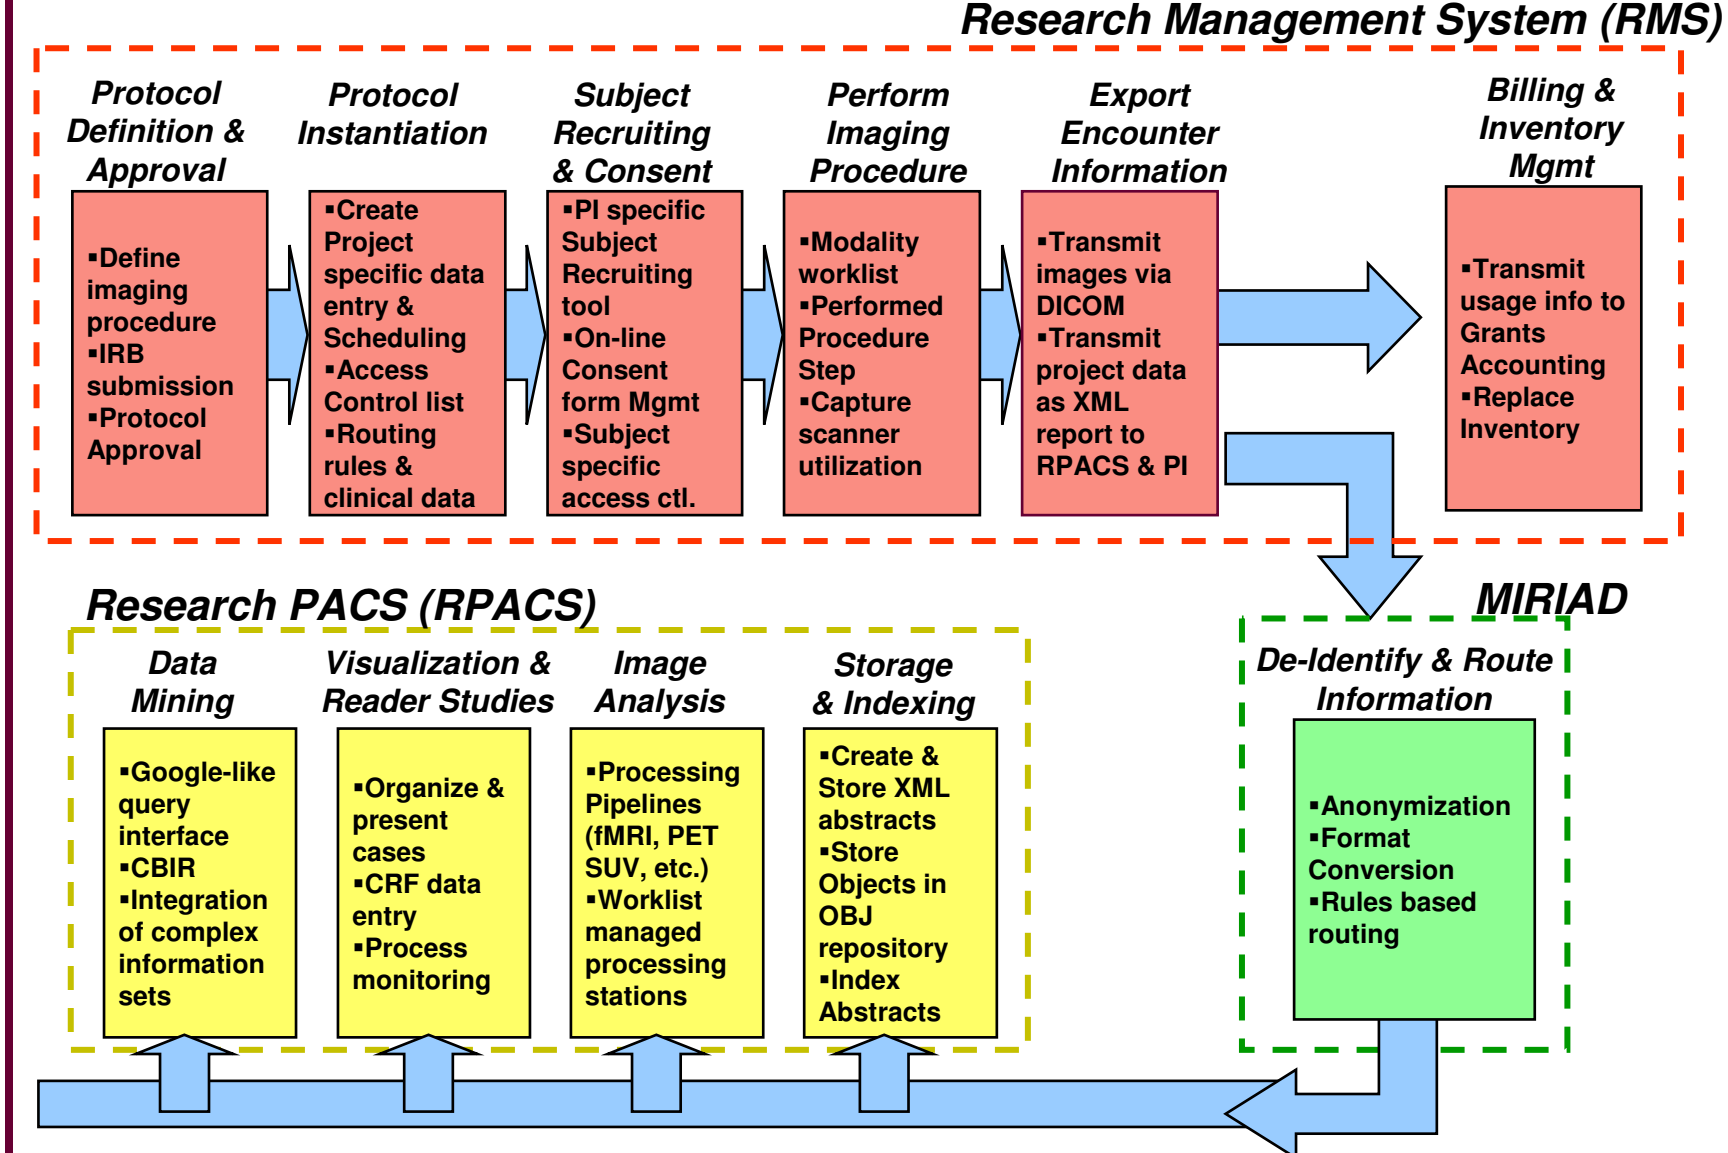 Research Management System (RMS)
Protocol
Definition &
Approval
▪Define
imaging
procedure
▪IRB
submission
▪Protocol
Approval
Protocol
Instantiation
▪Create
Project
specific data
entry &
Scheduling
▪Access
Control list
▪Routing
rules &
clinical data
Subject
Recruiting
& Consent
▪PI specific
Subject
Recruiting
tool
▪On-line
Consent
form Mgmt
▪Subject
specific
access ctl.
Perform
Imaging
Procedure
▪Modality
worklist
▪Performed
Procedure
Step
▪Capture
scanner
utilization
Export
Encounter
Information
▪Transmit
images via
DICOM
▪Transmit
project data
as XML
report to
RPACS & PI
Billing &
Inventory
Mgmt
▪Transmit
usage info to
Grants
Accounting
▪Replace
Inventory
Research PACS (RPACS)
Data
Mining
▪Google-like
query
interface
▪CBIR
▪Integration
of complex
information
sets
Visualization &
Reader Studies
▪Organize &
present
cases
▪CRF data
entry
▪Process
monitoring
Image
Analysis
▪Processing
Pipelines
(fMRI, PET
SUV, etc.)
▪Worklist
managed
processing
stations
Storage
& Indexing
▪Create &
Store XML
abstracts
▪Store
Objects in
OBJ
repository
▪Index
Abstracts
MIRIAD
De-Identify & Route
Information
▪Anonymization
▪Format
Conversion
▪Rules based
routing